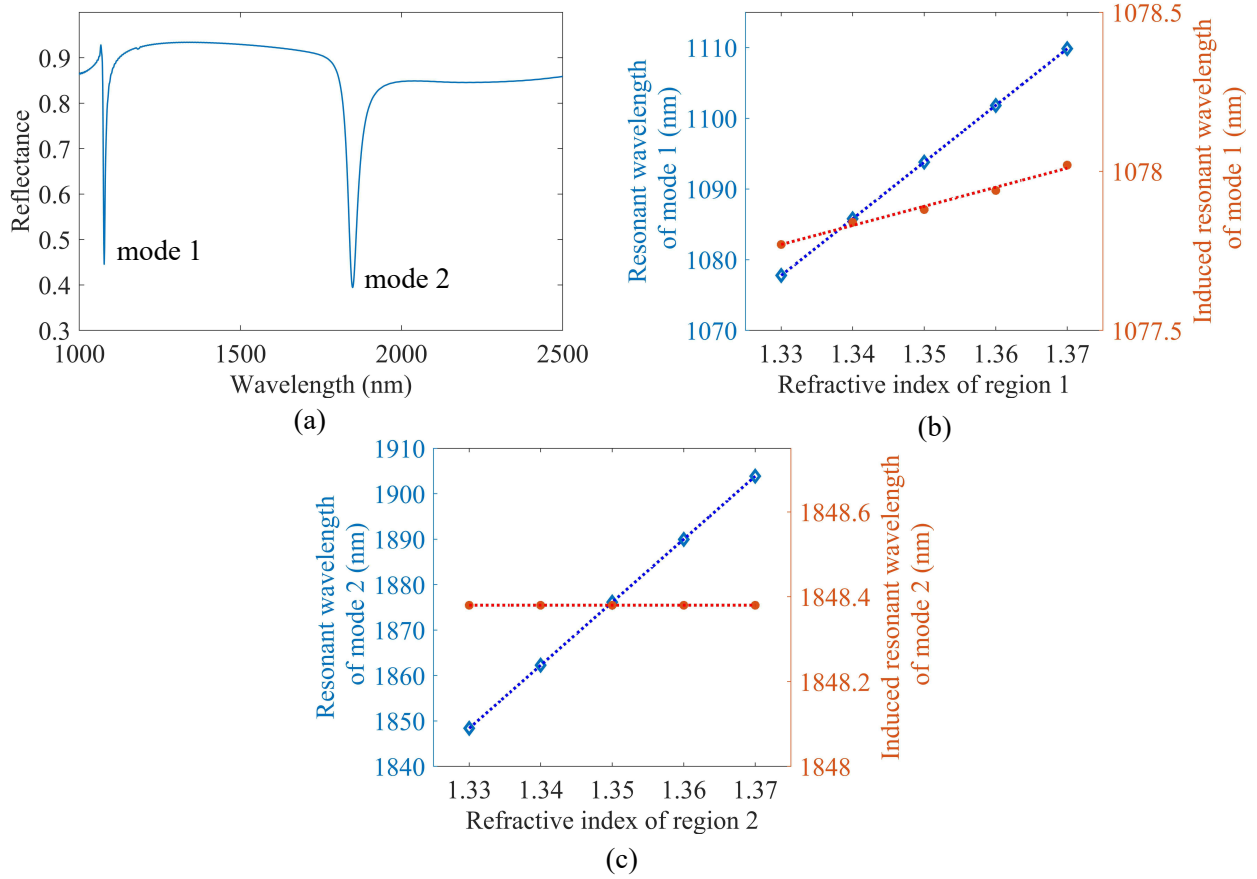 0.9
0.8
0.7
0.6
0.5
0.4
0.3
Reflectance
mode 1
mode 2
1000
1500
2000
2500
Wavelength (nm)
(a)
Resonant wavelength
of mode 1 (nm)
1110
1100
1090
1080
1070
1078.5
1078
1077.5
Induced resonant wavelength
of mode 1 (nm)
1.33
1.34
1.35
1.36
1.37
Refractive index of region 1
(b)
Resonant wavelength
of mode 2 (nm)
1910
1900
1890
1880
1870
1860
1850
1840
1848.6
1848.4
1848.2
1848
Induced resonant wavelength
of mode 2 (nm)
1.33
1.34
1.35
1.36
1.37
Refractive index of region 2
(c)